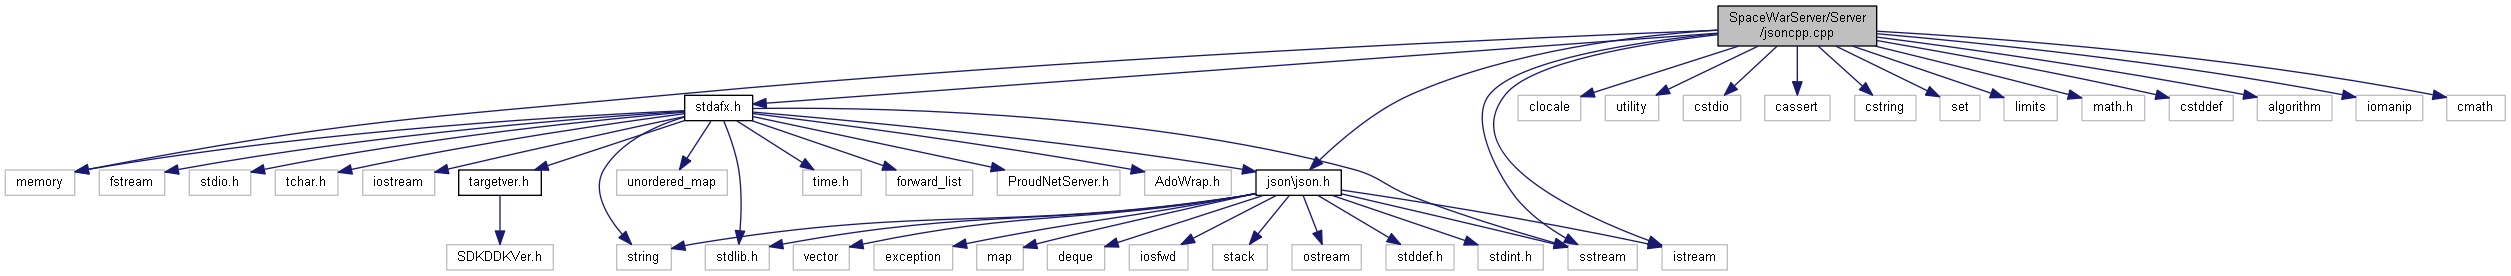 SpaceWarServer/Server
/jsoncpp.cpp
stdafx.h
clocale
utility
cstdio
cassert
cstring
set
limits
math.h
cstddef
algorithm
iomanip
cmath
memory
fstream
stdio.h
tchar.h
iostream
targetver.h
unordered_map
time.h
forward_list
ProudNetServer.h
AdoWrap.h
json\json.h
SDKDDKVer.h
string
stdlib.h
vector
exception
map
deque
iosfwd
stack
ostream
stddef.h
stdint.h
sstream
istream